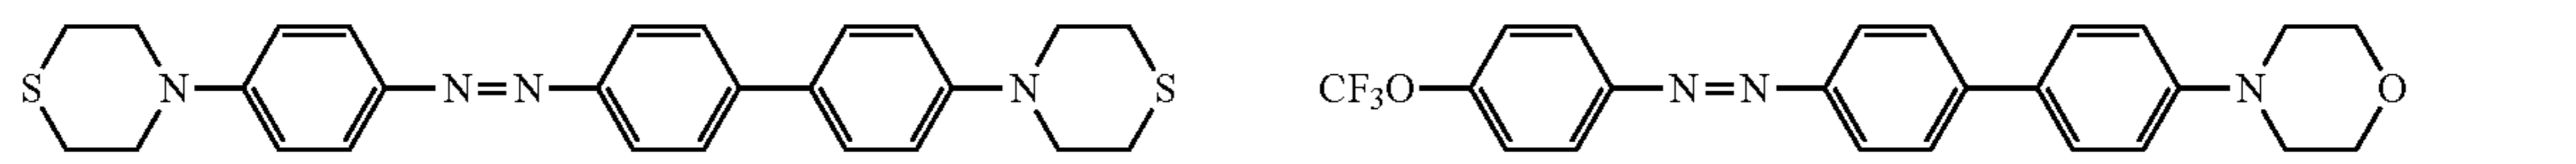 S N N=N N S CF₃O N=N N O